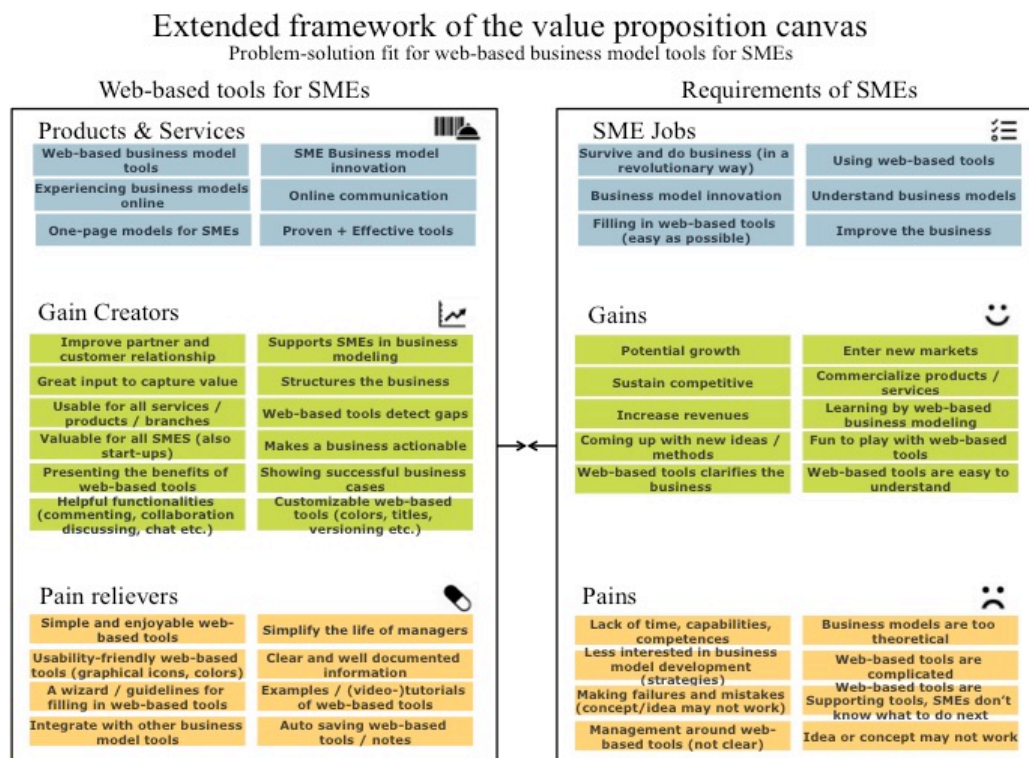 Extended framework of the value proposition canvas
Problem-solution fit for web-based business model tools for SMEs
Web-based tools for SMEs
Products & Services
Web-based business model
tools
SME Business model
innovation
Experiencing business models
online
Online communication
One-page models for SMEs
Proven + Effective tools
Gain Creators
Improve partner and
customer relationship
Supports SMEs in business
modeling
Great input to capture value
Structures the business
Usable for all services /
products / branches
Web-based tools detect gaps
Valuable for all SMES (also
start-ups)
Makes a business actionable
Presenting the benefits of
web-based tools
Showing successful business
cases
Helpful functionalities
(commenting, collaboration
discussing, chat etc.)
Customizable web-based
tools (colors, titles,
versioning etc.)
Pain relievers
Simple and enjoyable web-
based tools
Simplify the life of managers
Usability-friendly web-based
tools (graphical icons, colors)
Clear and well documented
information
A wizard / guidelines for
filling in web-based tools
Examples / (video-)tutorials
of web-based tools
Integrate with other business
model tools
Auto saving web-based
tools / notes
Requirements of SMEs
SME Jobs
Survive and do business (in a
revolutionary way)
Using web-based tools
Business model innovation
Understand business models
Filling in web-based tools
(easy as possible)
Improve the business
Gains
Potential growth
Enter new markets
Sustain competitive
Commercialize products /
services
Increase revenues
Learning by web-based
business modeling
Coming up with new ideas /
methods
Fun to play with web-based
tools
Web-based tools clarifies the
business
Web-based tools are easy to
understand
Pains
Lack of time, capabilities,
competences
Business models are too
theoretical
Less interested in business
model development
(strategies)
Web-based tools are
complicated
Making failures and mistakes
(concept/idea may not work)
Web-based tools are
Supporting tools, SMEs don't
know what to do next
Management around web-
based tools (not clear)
Idea or concept may not work